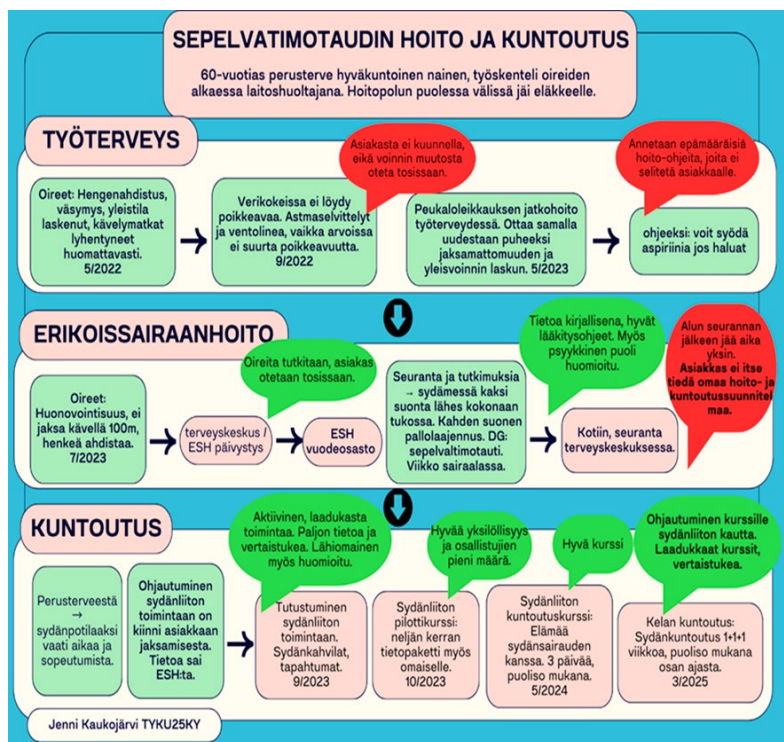 SEPELVATIMOTAUDIN HOITO JA KUNTOUTUS
60-vuotias perusterve hyväkuntoinen nainen, työskenteli oireiden
alkaessa laitoshuoltajana. Hoitopolun puolessa välissä jäi eläkkeelle.
TYÖTERVEYS
Asiakasta ei kuunnella,
eikä voinnin muutosta
oteta tosissaan.
Annetaan epämääräisiä
hoito-ohjeita, joita ei
selitetä asiakkaalle.
Oireet: Hengenahdistus,
väsymys, yleistila
laskenut, kävelymatkat
lyhentyneet
huomattavasti.
5/2022
Verikokeissa ei löydy
poikkeavaa. Astmaselvittelyt
ja ventolinea, vaikka arvoissa
ei suurta poikkeavuutta.
9/2022
Peukaloleikkauksen jatkohoito
työterveydessä. Ottaa samalla
uudestaan puheeksi
jaksamattomuuden ja
yleisvoinnin laskun. 5/2023
ohjeeksi: voit syödä
aspiriinia jos haluat
ERIKOISSAIRAANHOITO
Oireita tutkitaan, asiakas
otetaan tosissaan.
Tietoa kirjallisena, hyvät
lääkitysohjeet. Myös
psyykkinen puoli
huomioitu.
Alun seurannan
jälkeen jää aika
yksin.
Asiakkas ei itse
tiedä omaa hoito- ja
kuntoutussuunnitel
maa.
Oireet:
Huonovointisuus, ei
jaksa kävellä 100m,
henkeä ahdistaa.
7/2023
terveyskeskus /
ESH päivystys
ESH
vuodeosasto
Seuranta ja tutkimuksia
→ sydämessä kaksi
suonta lähes kokonaan
tukossa. Kahden suonen
pallolaajennus. DG:
sepelvaltimotauti.
Viikko sairaalassa.
Kotiin, seuranta
terveyskeskuksessa.
KUNTOUTUS
Aktiivinen, laadukasta
toimintaa. Paljon tietoa ja
vertaistukea. Lähiomainen
myös huomioitu.
Hyvää yksilöllisyys
ja osallistujien
pieni määrä.
Hyvä kurssi
Ohjautuminen kurssille
sydänliiton kautta.
Laadukkaat kurssit,
vertaistukea.
Perusterveestä
→
sydänpotilaaksi
vaati aikaa ja
sopeutumista.
Ohjautuminen
sydänliiton
toimintaan on
kiinni asiakkaan
jaksamisesta.
Tietoa sai
ESH:ta.
Tutustuminen
sydänliiton
toimintaan.
Sydänkahvilat,
tapahtumat.
9/2023
Sydänliiton
pilottikurssi:
neljän kerran
tietopaketti myös
omaiselle.
10/2023
Sydänliiton
kuntoutuskurssi:
Elämää
sydänsairauden
kanssa. 3 päivää,
puoliso mukana.
5/2024
Kelan kuntoutus:
Sydänkuntoutus 1+1+1
viikkoa, puoliso mukana
osan ajasta.
3/2025
Jenni Kaukojärvi TYKU25KY